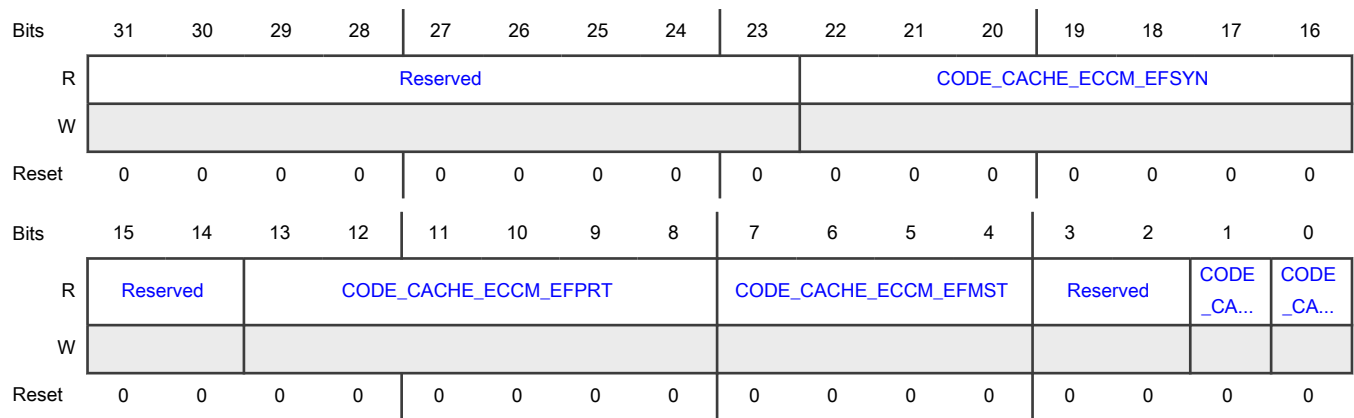 Bits 31 30 29 28 27 26 25 24 23 22 21 20 19 18 17 16
R Reserved CODE_CACHE_ECCM_EFSYN
W
Reset 0 0 0 0 0 0 0 0 0 0 0 0 0 0 0 0
Bits 15 14 13 12 11 10 9 8 7 6 5 4 3 2 1 0
R Reserved CODE_CACHE_ECCM_EFPRT CODE_CACHE_ECCM_EFMST Reserved CODE CODE
_CA... _CA...
W
Reset 0 0 0 0 0 0 0 0 0 0 0 0 0 0 0 0